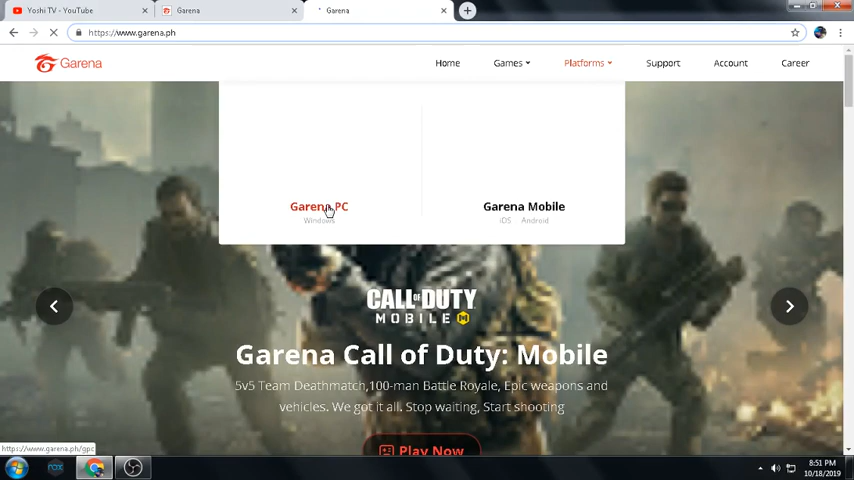 Yoshi TV - YouTube
Garena
Garena
https://www.garena.ph
Garena
Home
Games
Platforms
Support
Account
Career
Garena PC
Windows
Garena Mobile
iOS Android
CALL OF DUTY
MOBILE
Garena Call of Duty: Mobile
5v5 Team Deathmatch,100-man Battle Royale, Epic weapons and
vehicles. We got it all. Stop waiting, Start shooting
Play Now
https://www.garena.ph/gpc
nox
8:51 PM
10/18/2019